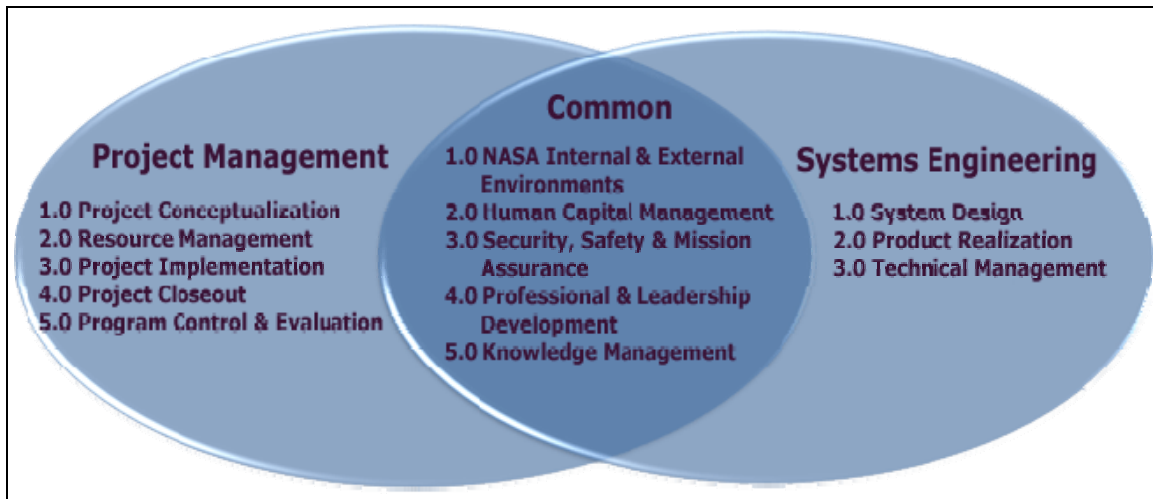 Project Management
1.0 Project Conceptualization
2.0 Resource Management
3.0 Project Implementation
4.0 Project Closeout
5.0 Program Control & Evaluation
Common
1.0 NASA Internal & External
Environments
2.0 Human Capital Management
3.0 Security, Safety & Mission
Assurance
4.0 Professional & Leadership
Development
5.0 Knowledge Management
Systems Engineering
1.0 System Design
2.0 Product Realization
3.0 Technical Management